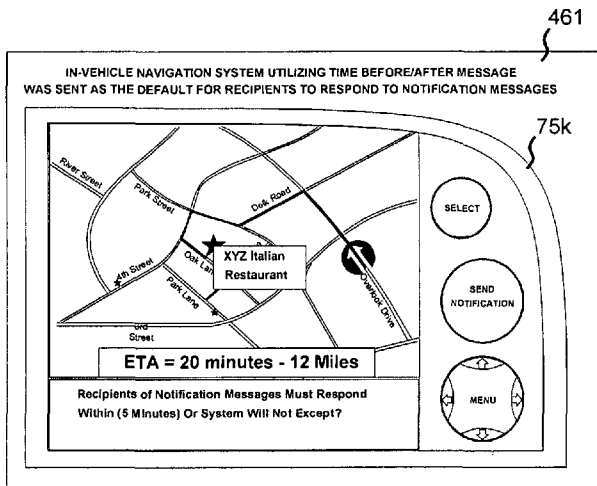 461
IN-VEHICLE NAVIGATION SYSTEM UTILIZING TIME BEFORE/AFTER MESSAGE
WAS SENT AS THE DEFAULT FOR RECIPIENTS TO RESPOND TO NOTIFICATION MESSAGES
75k
River Street
Park Street
Delk Road
SELECT
XYZ Italian
Restaurant
Oak Lan
4th Street
Park Lane
Overlook Drive
SEND
NOTIFICATION
3rd
Street
ETA = 20 minutes - 12 Miles
MENU
Recipients of Notification Messages Must Respond
Within (5 Minutes) Or System Will Not Except?